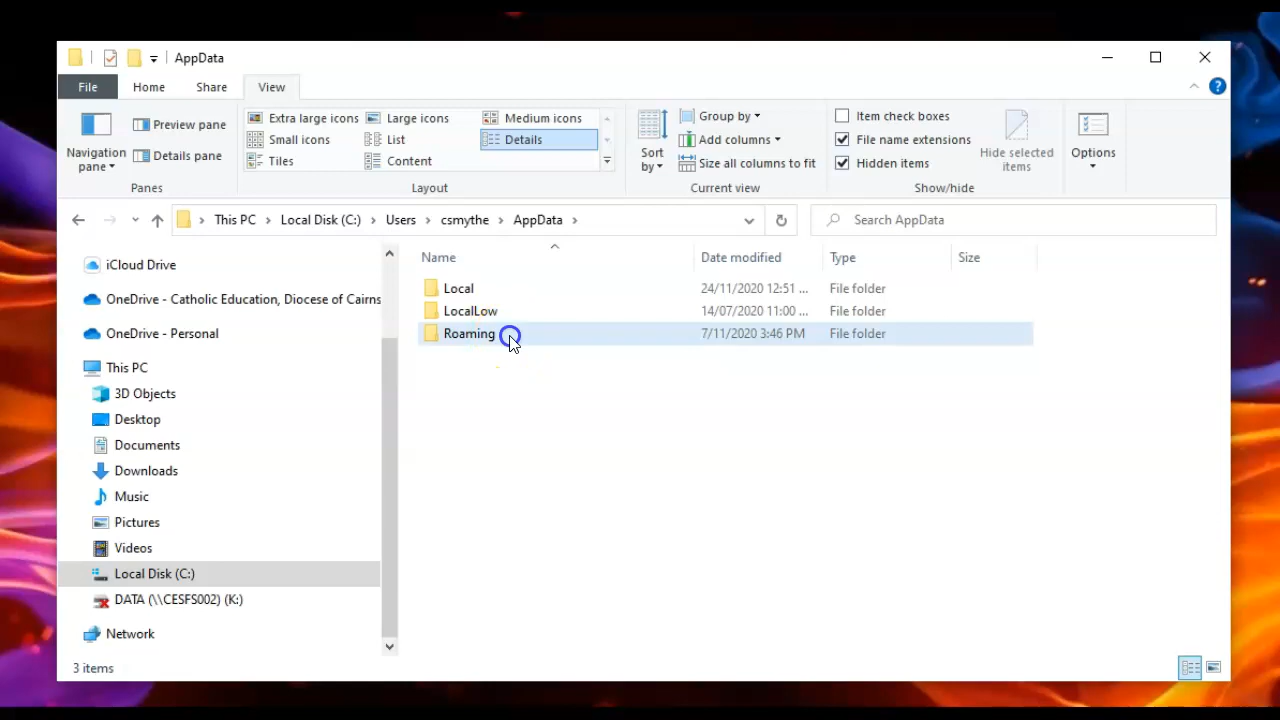 AppData
File Home Share View
Navigation pane
Preview pane
Details pane
Panes
Extra large icons Large icons Medium icons
Small icons List Details
Tiles Content
Layout
Sort by
Group by
Add columns
Size all columns to fit
Current view
Item check boxes
File name extensions
Hidden items
Hide selected items
Show/hide
Options
This PC > Local Disk (C:) > Users > csmythe > AppData >
Search AppData
iCloud Drive
OneDrive - Catholic Education, Diocese of Cairns
OneDrive - Personal
This PC
3D Objects
Desktop
Documents
Downloads
Music
Pictures
Videos
Local Disk (C:)
DATA (\\CESFS002) (K:)
Network
Name Date modified Type Size
Local 24/11/2020 12:51 ... File folder
LocalLow 14/07/2020 11:00 ... File folder
Roaming 7/11/2020 3:46 PM File folder
3 items